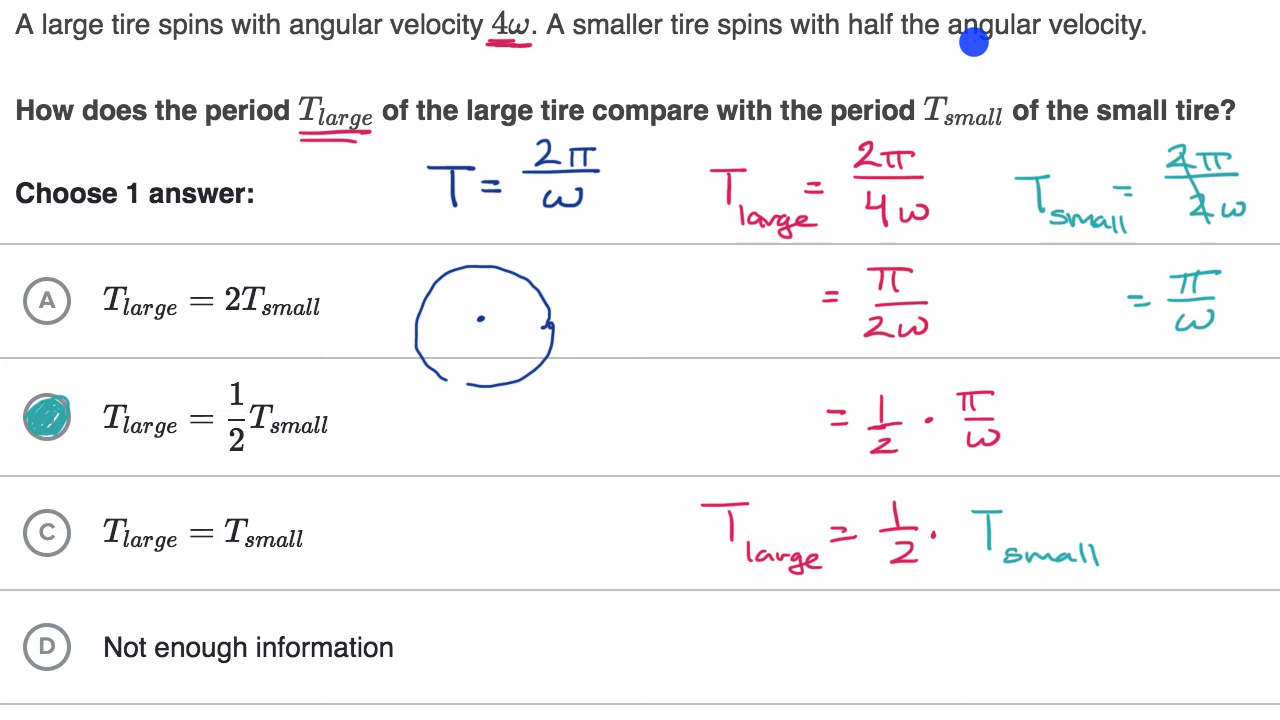 A large tire spins with angular velocity 4ω. A smaller tire spins with half the angular velocity.
How does the period T_large of the large tire compare with the period T_small of the small tire?
T = 2π/ω
T_large = 2π/4ω
T_small = 2π/2ω
Choose 1 answer:
A T_large = 2T_small
= π/2ω
= π/ω
T_large = 1/2 T_small
= 1/2 · π/ω
C T_large = T_small
T_large = 1/2 · T_small
D Not enough information